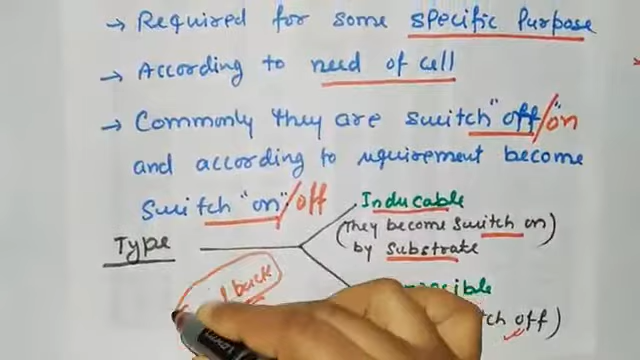 → Required for some specific Purpose
→ According to need of cell
→ Commonly they are switch "off"/on
and according to requirement become
switch "on"/off
Type
Inducable
(They become switch on)
by substrate
back
off)